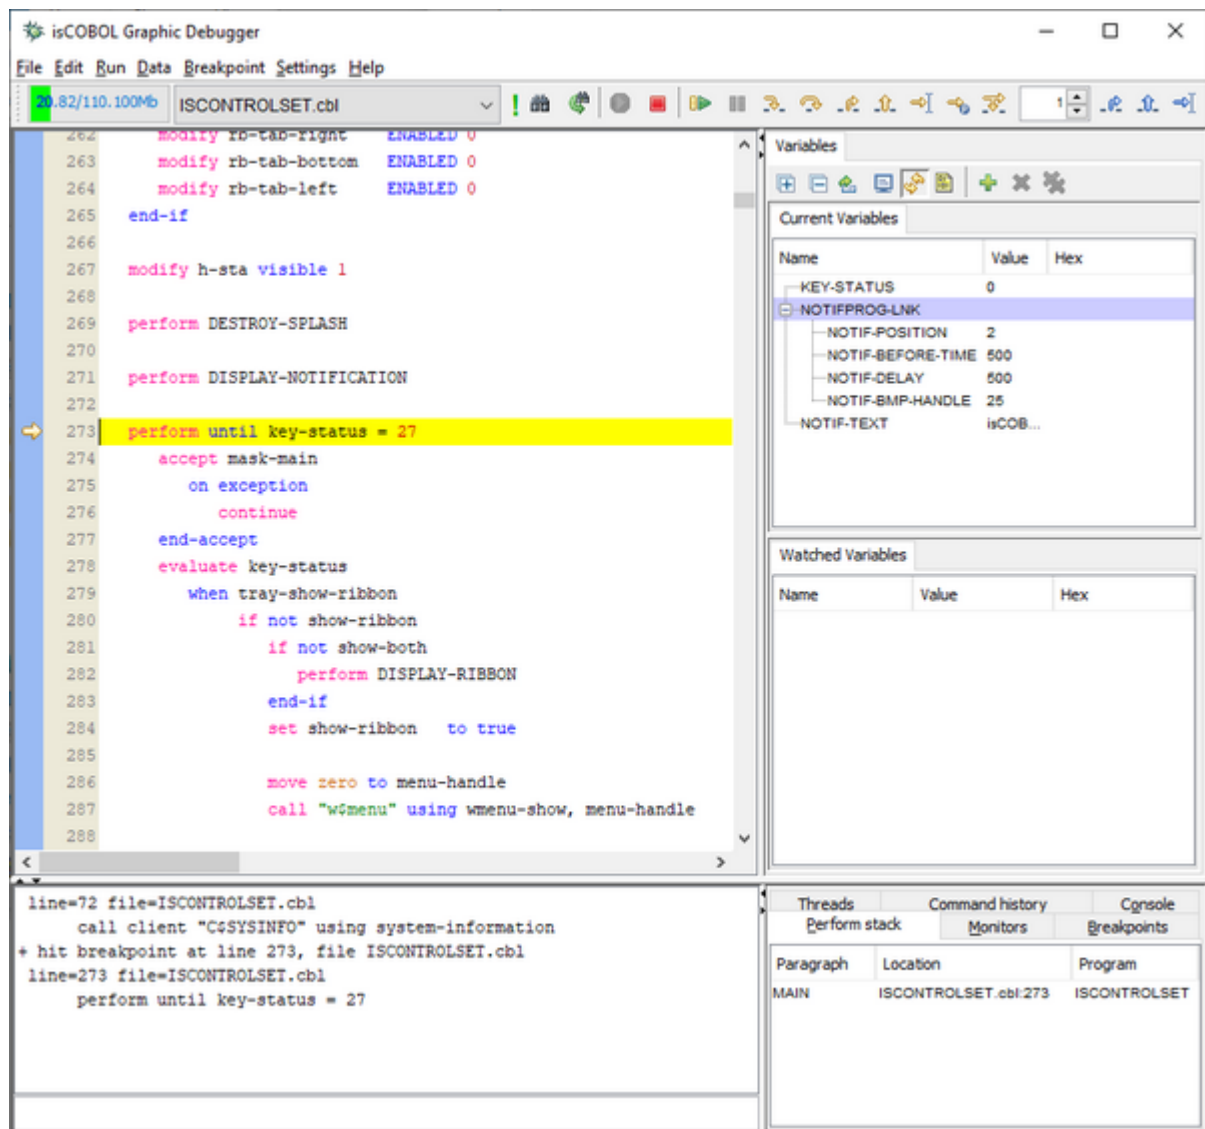 isCOBOL Graphic Debugger
File Edit Run Data Breakpoint Settings Help
20.82/110.100Mb ISCONTROLSET.cbl 1
262 modify rb-tab-right ENABLED 0
263 modify rb-tab-bottom ENABLED 0
264 modify rb-tab-left ENABLED 0
265 end-if
266
267 modify h-sta visible 1
268
269 perform DESTROY-SPLASH
270
271 perform DISPLAY-NOTIFICATION
272
273 perform until key-status = 27
274 accept mask-main
275 on exception
276 continue
277 end-accept
278 evaluate key-status
279 when tray-show-ribbon
280 if not show-ribbon
281 if not show-both
282 perform DISPLAY-RIBBON
283 end-if
284 set show-ribbon to true
285
286 move zero to menu-handle
287 call "w$menu" using wmenu-show, menu-handle
288
Variables
Current Variables
Name Value Hex
KEY-STATUS 0
NOTIFPROG-LNK
NOTIF-POSITION 2
NOTIF-BEFORE-TIME 500
NOTIF-DELAY 500
NOTIF-BMP-HANDLE 25
NOTIF-TEXT isCOB...
Watched Variables
Name Value Hex
line=72 file=ISCONTROLSET.cbl
call client "C$SYSINFO" using system-information
+ hit breakpoint at line 273, file ISCONTROLSET.cbl
line=273 file=ISCONTROLSET.cbl
perform until key-status = 27
Threads Command history Console
Perform stack Monitors Breakpoints
Paragraph Location Program
MAIN ISCONTROLSET.cbl:273 ISCONTROLSET